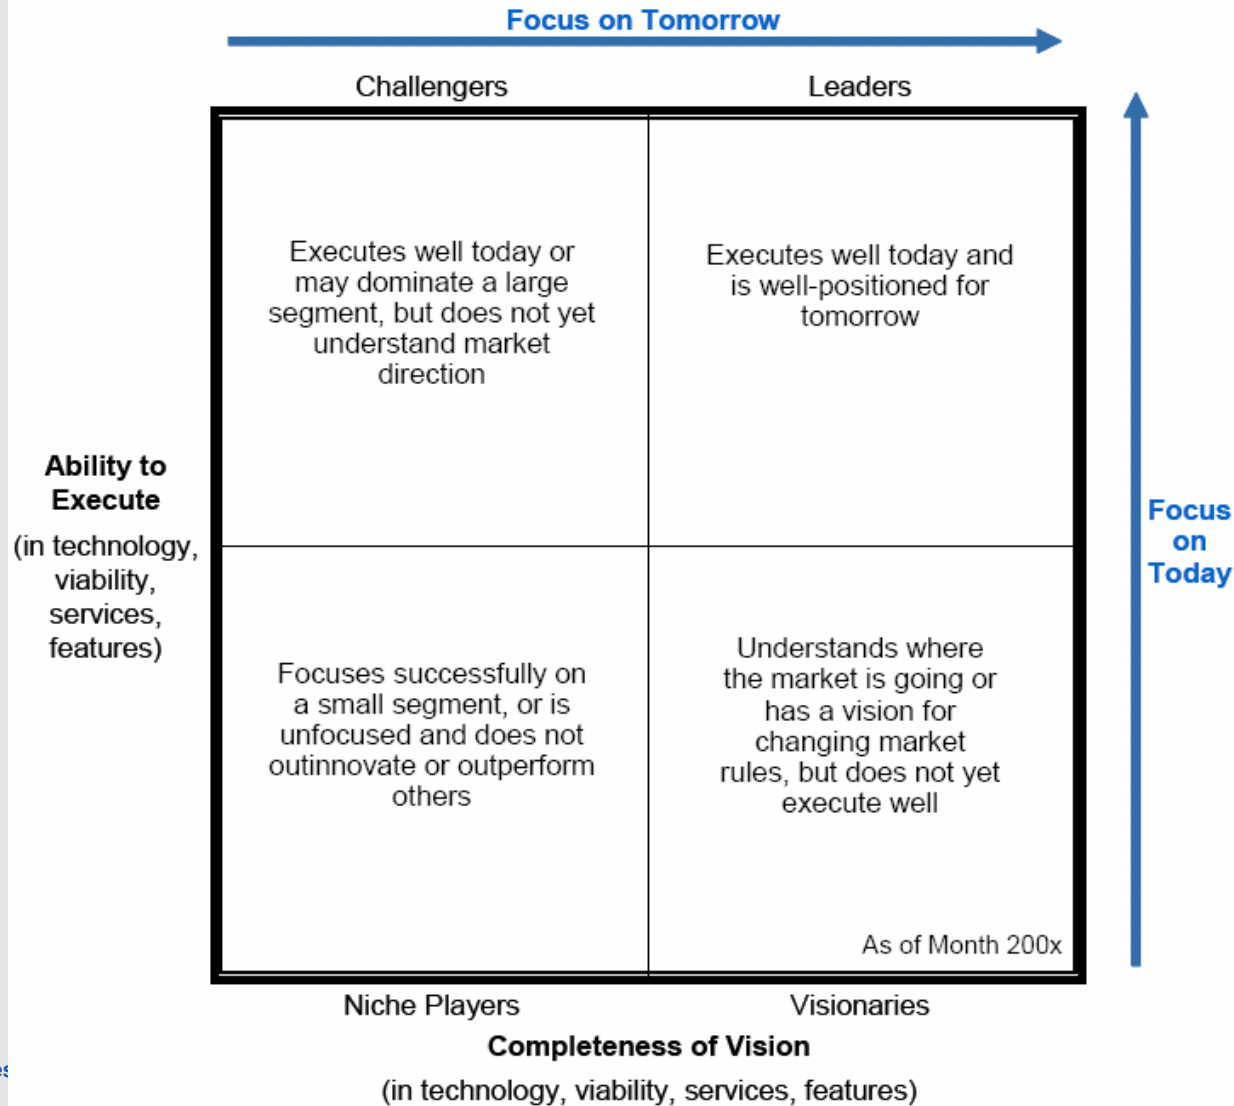 Focus on Tomorrow
Challengers
Leaders
Executes well today or
may dominate a large
segment, but does not yet
understand market
direction
Executes well today and
is well-positioned for
tomorrow
Ability to
Execute
(in technology,
viability,
services,
features)
Focus
on
Today
Focuses successfully on
a small segment, or is
unfocused and does not
outinnovate or outperform
others
Understands where
the market is going or
has a vision for
changing market
rules, but does not yet
execute well
As of Month 200x
Niche Players
Visionaries
Completeness of Vision
(in technology, viability, services, features)